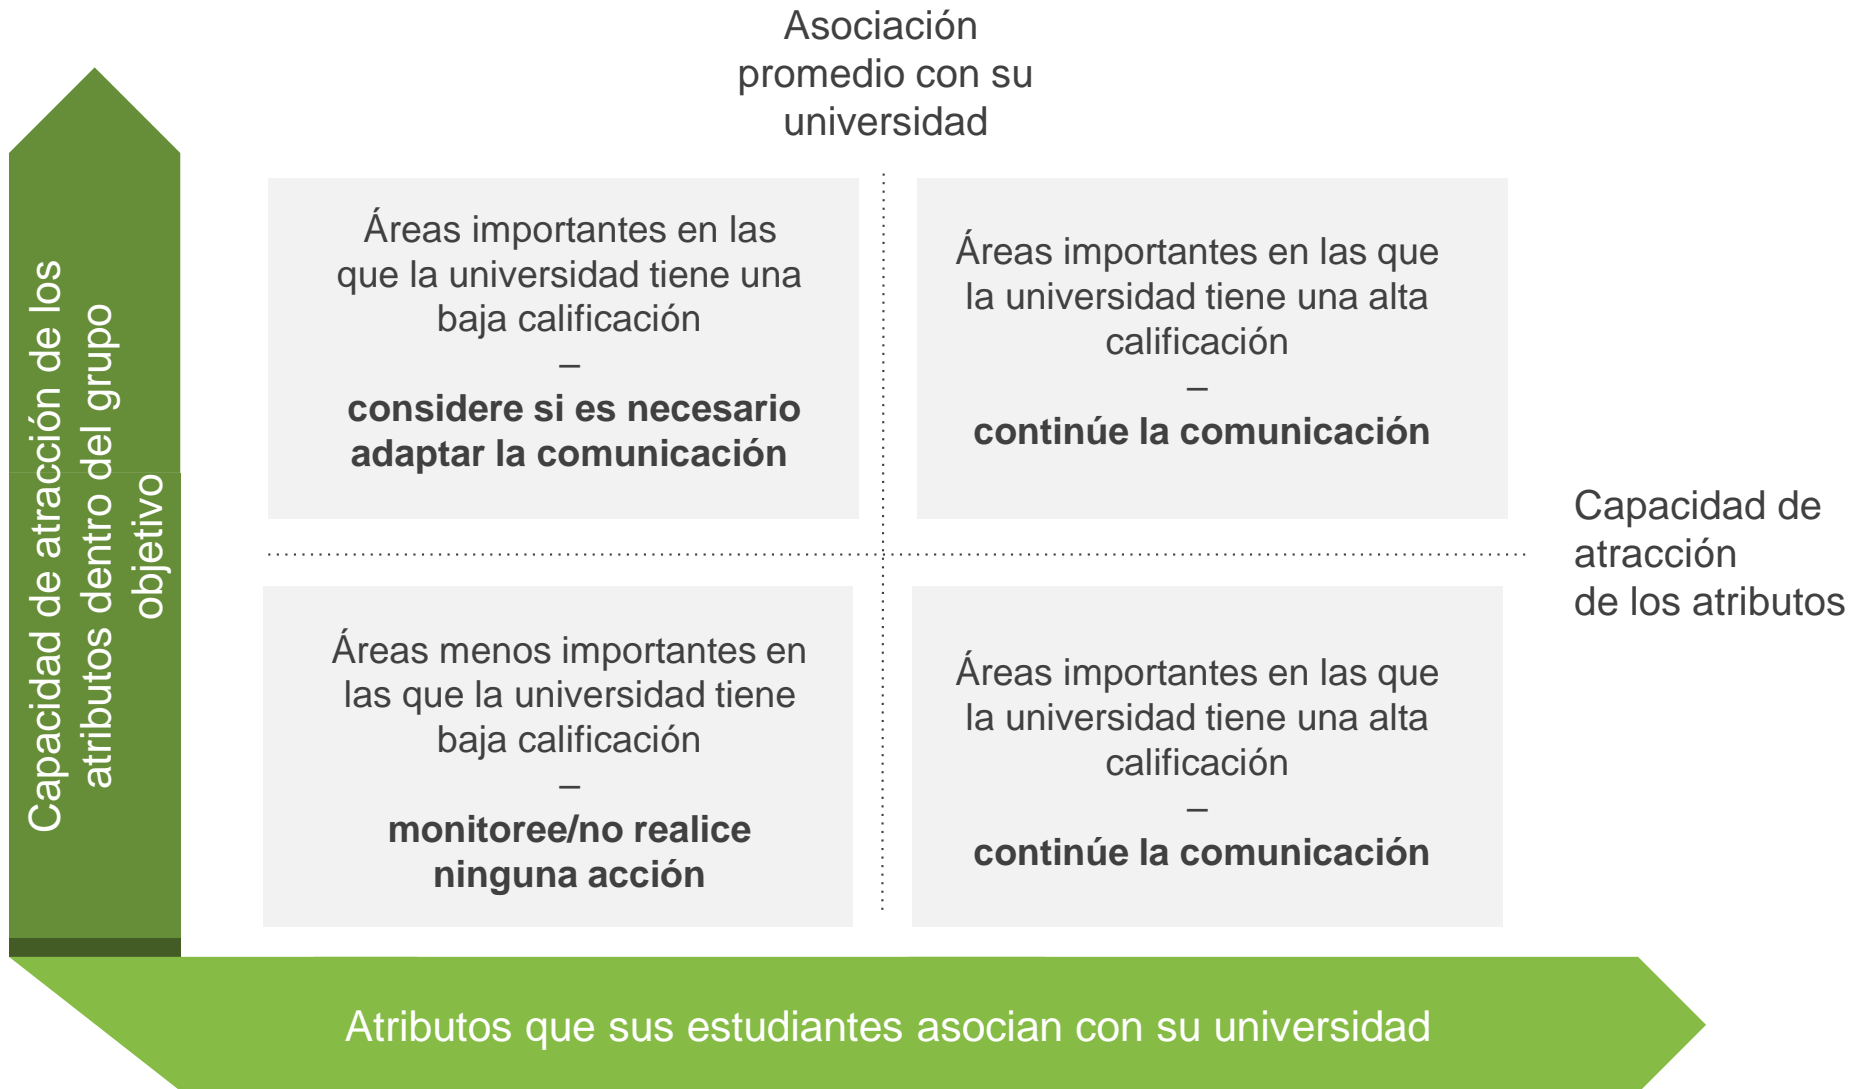 Asociación
promedio con su
universidad
Capacidad de atracción de los
atributos dentro del grupo
objetivo
Áreas importantes en las
que la universidad tiene una
baja calificación
–
considere si es necesario
adaptar la comunicación
Áreas importantes en las que
la universidad tiene una alta
calificación
–
continúe la comunicación
Capacidad de
atracción
de los atributos
Áreas menos importantes en
las que la universidad tiene
baja calificación
–
monitoree/no realice
ninguna acción
Áreas importantes en las que
la universidad tiene una alta
calificación
–
continúe la comunicación
Atributos que sus estudiantes asocian con su universidad